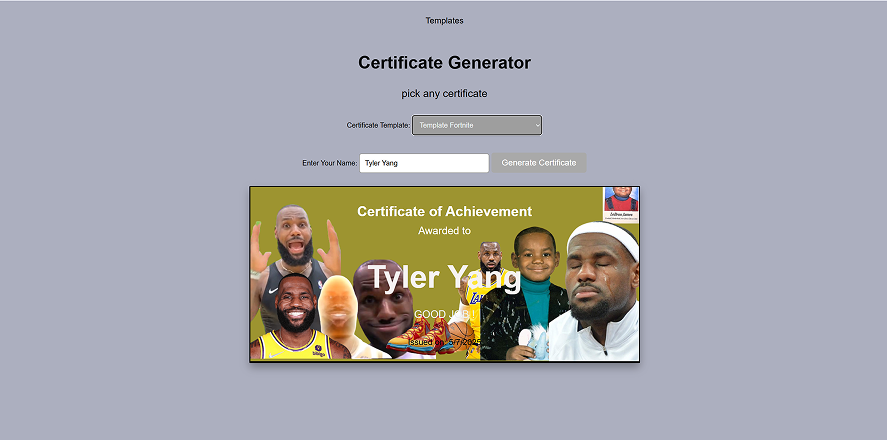 Templates
Certificate Generator
pick any certificate
Certificate Template: Template Fortnite
Enter Your Name: Tyler Yang Generate Certificate
Certificate of Achievement
Awarded to
Tyler Yang
GOOD JOB !
Issued on: 5/7/2025